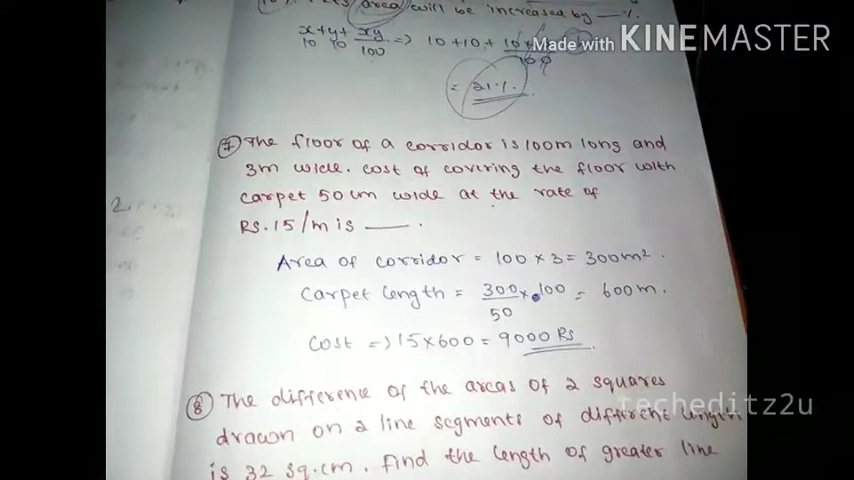 area will be increased by — %.
x+y+ xy/100 => 10+10+
10 10
= 21%.
Made with KINEMASTER
⑦ The floor of a corridor is 100m long and
3m wide. cost of covering the floor with
carpet 50 cm wide at the rate of
Rs. 15/m is —— .
Area of corridor = 100 × 3 = 300m².
Carpet length = 300/50 × 100 = 600m.
Cost => 15×600 = 9000 Rs
⑧ The difference of the areas of 2 squares
techeditz2u
drawn on 2 line segments of different length
is 32 sq.cm. Find the length of greater line